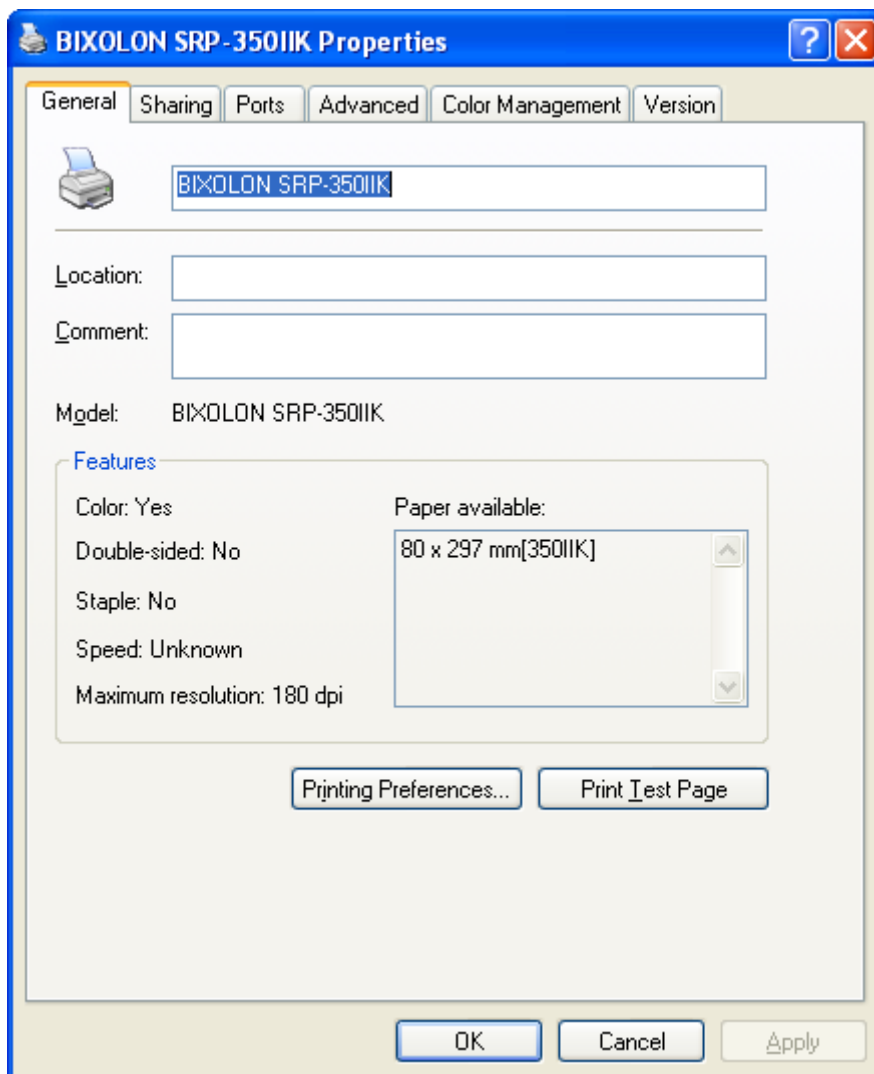 BIXOLON SRP-350IIK Properties
General Sharing Ports Advanced Color Management Version
BIXOLON SRP-350IIK
Location:
Comment:
Model: BIXOLON SRP-350IIK
Features
Color: Yes
Double-sided: No
Staple: No
Speed: Unknown
Maximum resolution: 180 dpi
Paper available:
80 x 297 mm[350IIK]
Printing Preferences... Print Test Page
OK Cancel Apply